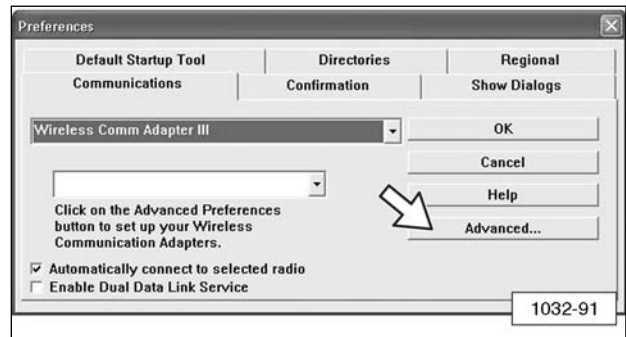 Preferences
Default Startup Tool Directories Regional
Communications Confirmation Show Dialogs
Wireless Comm Adapter III OK
Cancel
Help
Click on the Advanced Preferences
button to set up your Wireless
Communication Adapters.
Advanced...
Automatically connect to selected radio
Enable Dual Data Link Service
1032-91